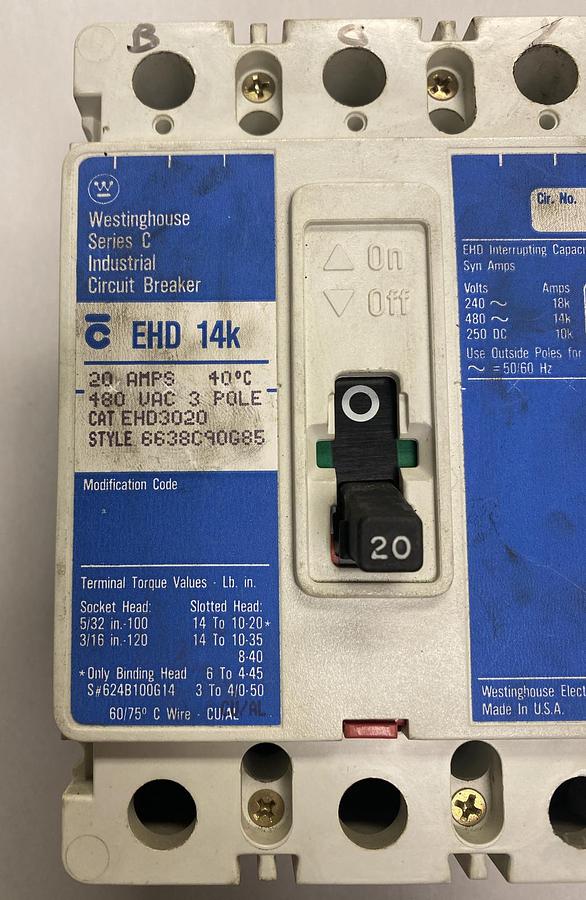 B
C
Westinghouse
Series C
Industrial
Circuit Breaker
EHD 14k
20 AMPS 40°C
480 VAC 3 POLE
CAT EHD3020
STYLE 6638C90G85
Modification Code
Terminal Torque Values · Lb. in.
Socket Head: Slotted Head:
5/32 in.-100 14 To 10-20*
3/16 in.-120 14 To 10-35
8-40
*Only Binding Head 6 To 4-45
S#624B100G14 3 To 4/0-50
60/75° C Wire · CU/AL
CU/AL
△ On
▽ Off
O
20
Cir. No.
EHD Interrupting
Sym Amps
Volts Amps
240 ~ 18k
480 ~ 14k
250 DC 10k
Use Outside Poles for
~ = 50/60 Hz
Westinghouse Elect
Made In U.S.A.